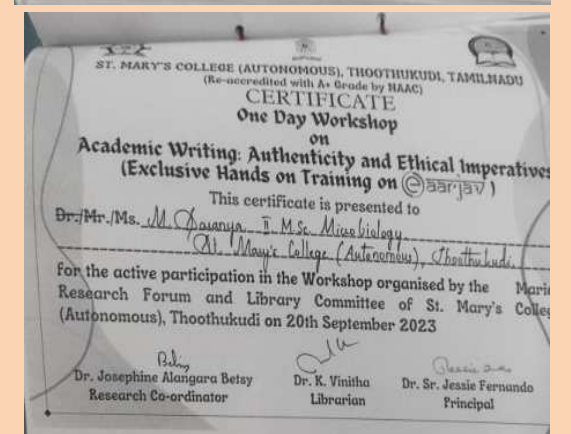 ST. MARY'S COLLEGE (AUTONOMOUS), THOOTHUKUDI, TAMILNADU
(Re-accredited with A+ Grade by NAAC)
CERTIFICATE
One Day Workshop
on
Academic Writing: Authenticity and Ethical Imperatives
(Exclusive Hands on Training on @aarjav)
This certificate is presented to
Dr./Mr./Ms. M. Saranya II M.Sc. Microbiology
St. Mary's College (Autonomous), Thoothukudi.
For the active participation in the Workshop organised by the Mari
Research Forum and Library Committee of St. Mary's Colleg
(Autonomous), Thoothukudi on 20th September 2023
Dr. Josephine Alangara Betsy Dr. K. Vinitha Dr. Sr. Jessie Fernando
Research Co-ordinator Librarian Principal